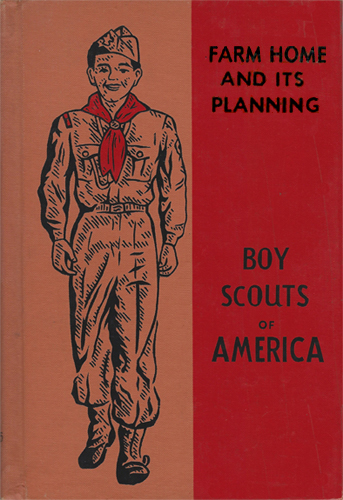 FARM HOME
AND ITS
PLANNING
BOY
SCOUTS
OF
AMERICA